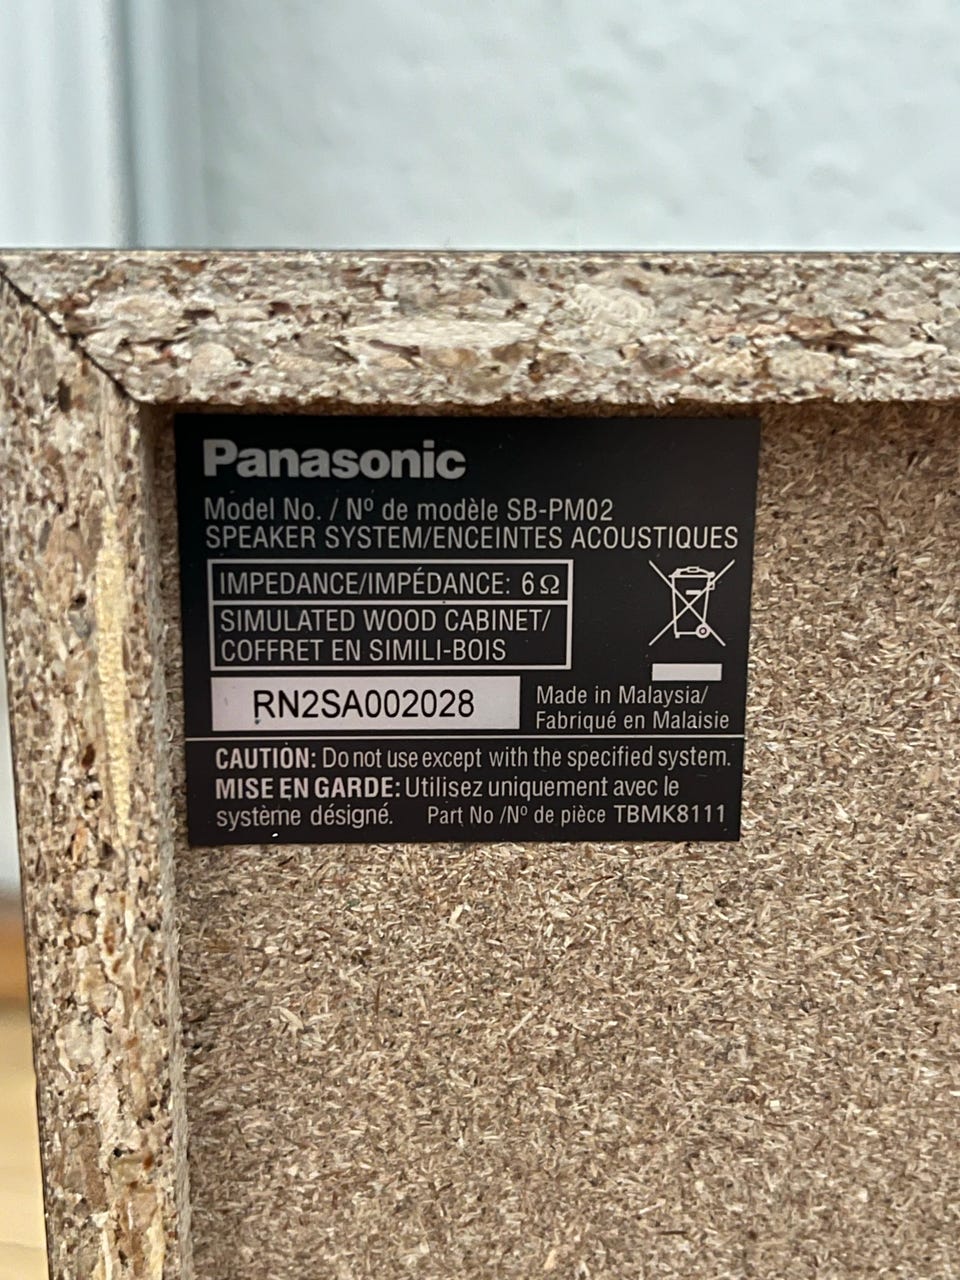 Panasonic
Model No. / Nº de modèle SB-PM02
SPEAKER SYSTEM/ENCEINTES ACOUSTIQUES
IMPEDANCE/IMPÉDANCE: 6 Ω
SIMULATED WOOD CABINET/
COFFRET EN SIMILI-BOIS
RN2SA002028
Made in Malaysia/
Fabriqué en Malaisie
CAUTION: Do not use except with the specified system.
MISE EN GARDE: Utilisez uniquement avec le
système désigné. Part No /Nº de pièce TBMK8111